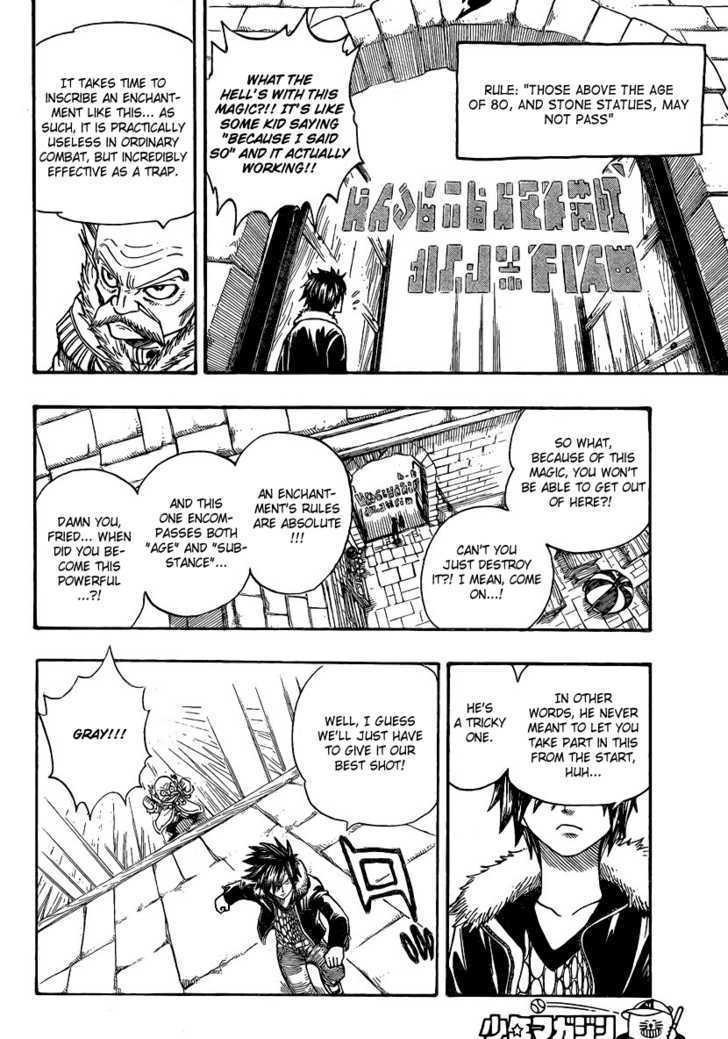 RULE: "THOSE ABOVE THE AGE
OF 80, AND STONE STATUES, MAY
NOT PASS"
WHAT THE
HELL'S WITH THIS
MAGIC?!! IT'S LIKE
SOME KID SAYING
"BECAUSE I SAID
SO" AND IT ACTUALLY
WORKING!!
IT TAKES TIME TO
INSCRIBE AN ENCHANT-
MENT LIKE THIS... AS
SUCH, IT IS PRACTICALLY
USELESS IN ORDINARY
COMBAT, BUT INCREDIBLY
EFFECTIVE AS A TRAP.
SO WHAT,
BECAUSE OF THIS
MAGIC, YOU WON'T
BE ABLE TO GET OUT
OF HERE?!
CAN'T YOU
JUST DESTROY
IT?! I MEAN, COME
ON...!
AN ENCHANT-
MENT'S RULES
ARE ABSOLUTE
!!!
AND THIS
ONE ENCOM-
PASSES BOTH
"AGE" AND "SUB-
STANCE"...
DAMN YOU,
FRIED... WHEN
DID YOU BE-
COME THIS
POWERFUL
...?!
IN OTHER
WORDS, HE NEVER
MEANT TO LET YOU
TAKE PART IN THIS
FROM THE START,
HUH...
HE'S
A TRICKY
ONE.
WELL, I GUESS
WE'LL JUST HAVE
TO GIVE IT OUR
BEST SHOT!
GRAY!!!
少年マガジン